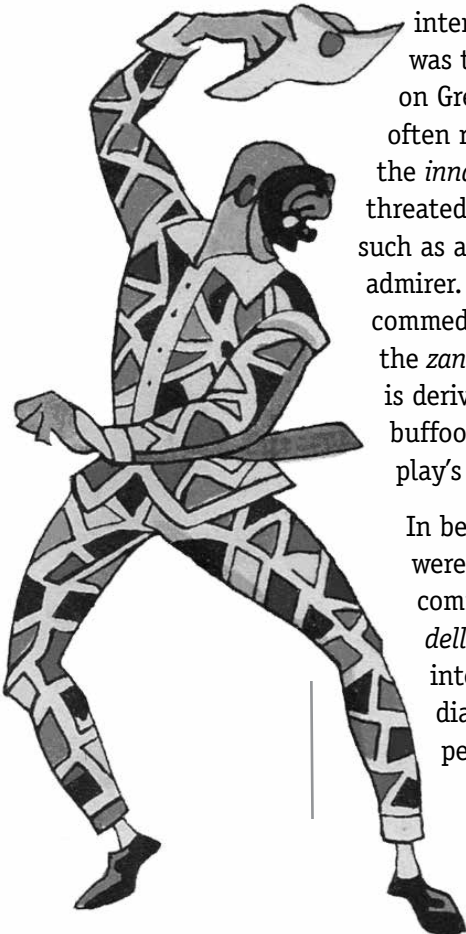 inter
was t
on Gre
often r
the inna
threated
such as a
admirer.
commed
the zan
is deriv
buffoo
play's
In be
were
com
dell
inte
dia
pe